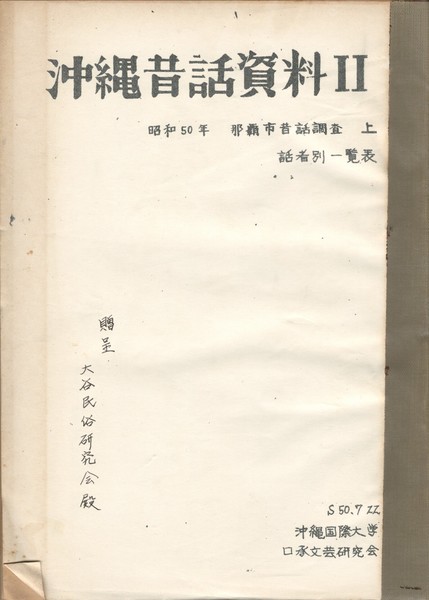 沖縄昔話資料II
昭和50年 那覇市昔話調査 上
話者別一覧表
贈呈
大谷民俗研究会殿
S50.7.22
沖縄国際大学
口承文芸研究会